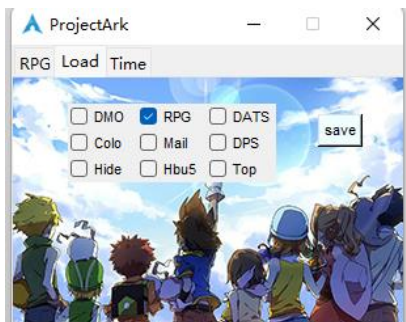 ProjectArk
RPG Load Time
DMO RPG DATS
save
Colo Mail DPS
Hide Hbu5 Top